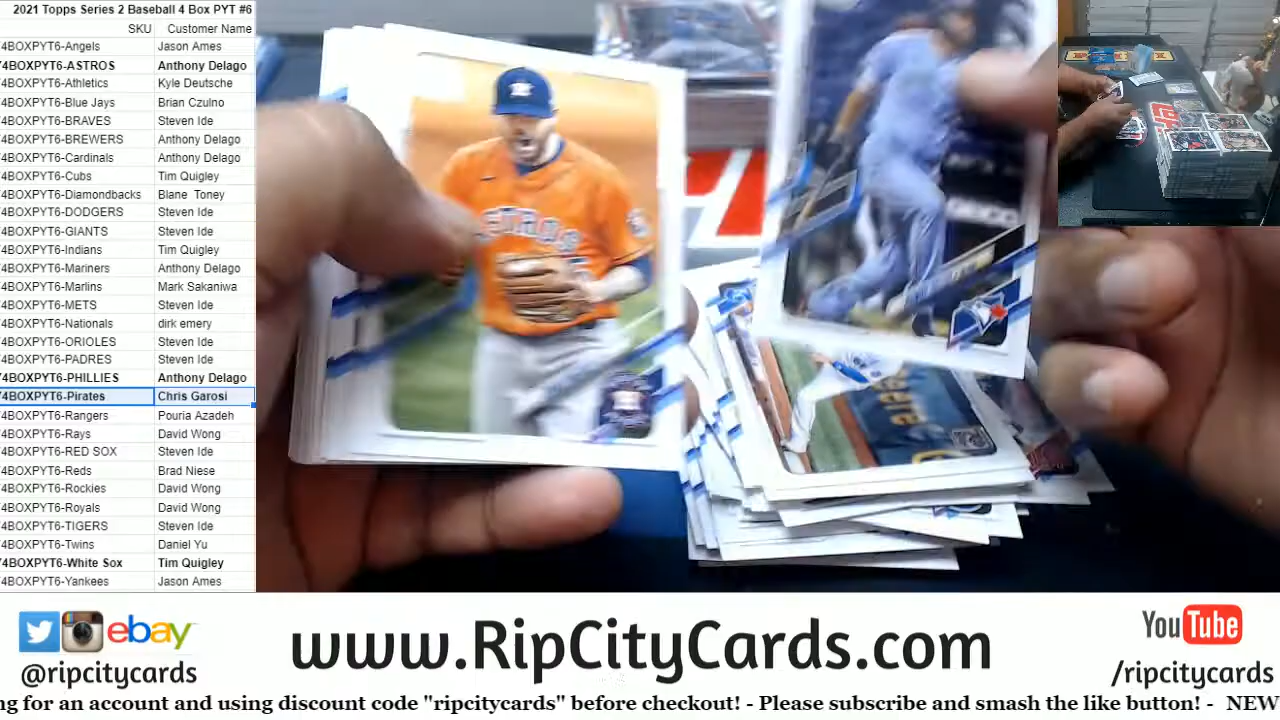 2021 Topps Series 2 Baseball 4 Box PYT #6
SKU Customer Name
4BOXPYT6-Angels Jason Ames
4BOXPYT6-ASTROS Anthony Delago
4BOXPYT6-Athletics Kyle Deutsche
4BOXPYT6-Blue Jays Brian Czulno
4BOXPYT6-BRAVES Steven Ide
4BOXPYT6-BREWERS Anthony Delago
4BOXPYT6-Cardinals Anthony Delago
4BOXPYT6-Cubs Tim Quigley
4BOXPYT6-Diamondbacks Blane Toney
4BOXPYT6-DODGERS Steven Ide
4BOXPYT6-GIANTS Steven Ide
4BOXPYT6-Indians Tim Quigley
4BOXPYT6-Mariners Anthony Delago
4BOXPYT6-Marlins Mark Sakaniwa
4BOXPYT6-METS Steven Ide
4BOXPYT6-Nationals dirk emery
4BOXPYT6-ORIOLES Steven Ide
4BOXPYT6-PADRES Steven Ide
4BOXPYT6-PHILLIES Anthony Delago
4BOXPYT6-Pirates Chris Garosi
4BOXPYT6-Rangers Pouria Azadeh
4BOXPYT6-Rays David Wong
4BOXPYT6-RED SOX Steven Ide
4BOXPYT6-Reds Brad Niese
4BOXPYT6-Rockies David Wong
4BOXPYT6-Royals David Wong
4BOXPYT6-TIGERS Steven Ide
4BOXPYT6-Twins Daniel Yu
4BOXPYT6-White Sox Tim Quigley
4BOXPYT6-Yankees Jason Ames
ASTROS
GEICO
ebay
@ripcitycards
www.RipCityCards.com
YouTube
/ripcitycards
ng for an account and using discount code "ripcitycards" before checkout! - Please subscribe and smash the like button! - NEW